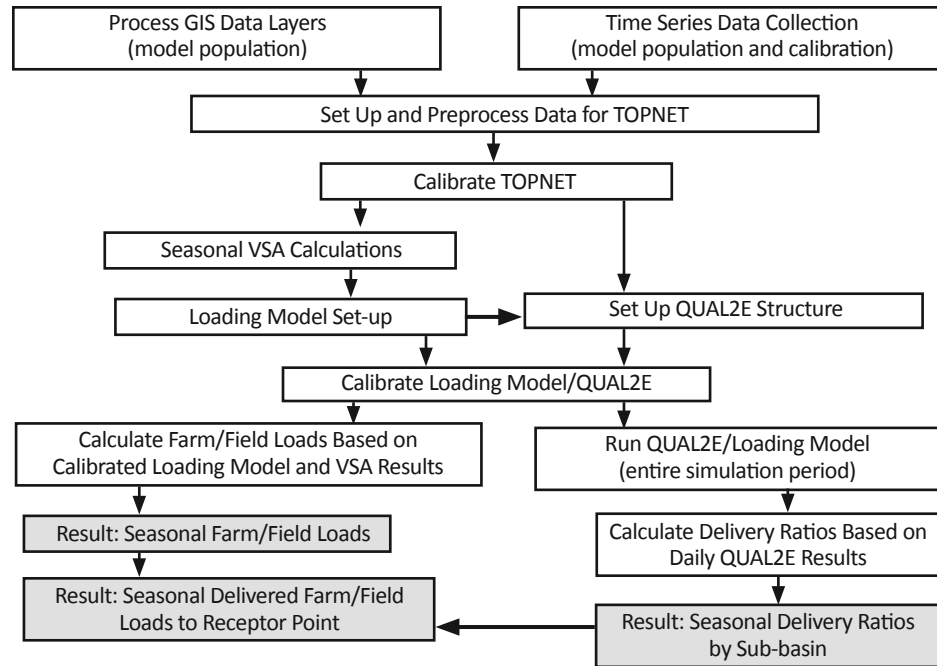 Process GIS Data Layers
(model population)
Time Series Data Collection
(model population and calibration)
Set Up and Preprocess Data for TOPNET
Calibrate TOPNET
Seasonal VSA Calculations
Loading Model Set-up
Set Up QUAL2E Structure
Calibrate Loading Model/QUAL2E
Calculate Farm/Field Loads Based on
Calibrated Loading Model and VSA Results
Run QUAL2E/Loading Model
(entire simulation period)
Result: Seasonal Farm/Field Loads
Calculate Delivery Ratios Based on
Daily QUAL2E Results
Result: Seasonal Delivered Farm/Field
Loads to Receptor Point
Result: Seasonal Delivery Ratios
by Sub-basin